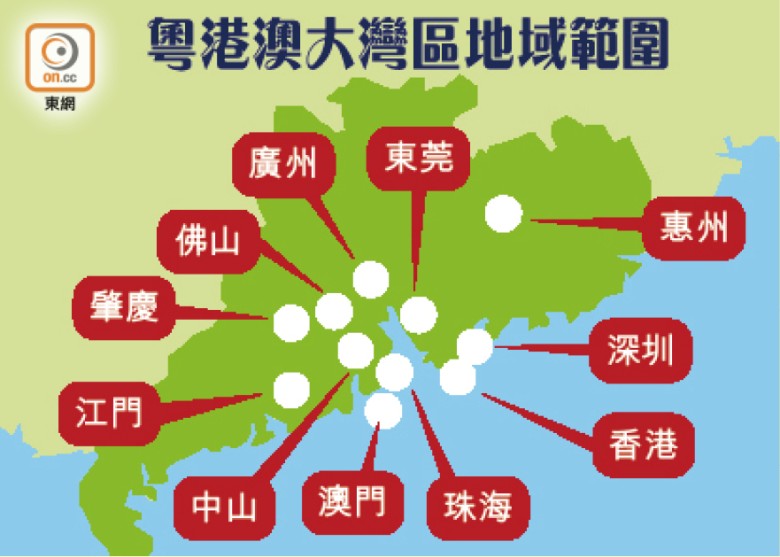 粵港澳大灣區地域範圍
on.cc
東網
廣州
東莞
惠州
佛山
肇慶
深圳
江門
香港
中山
澳門
珠海